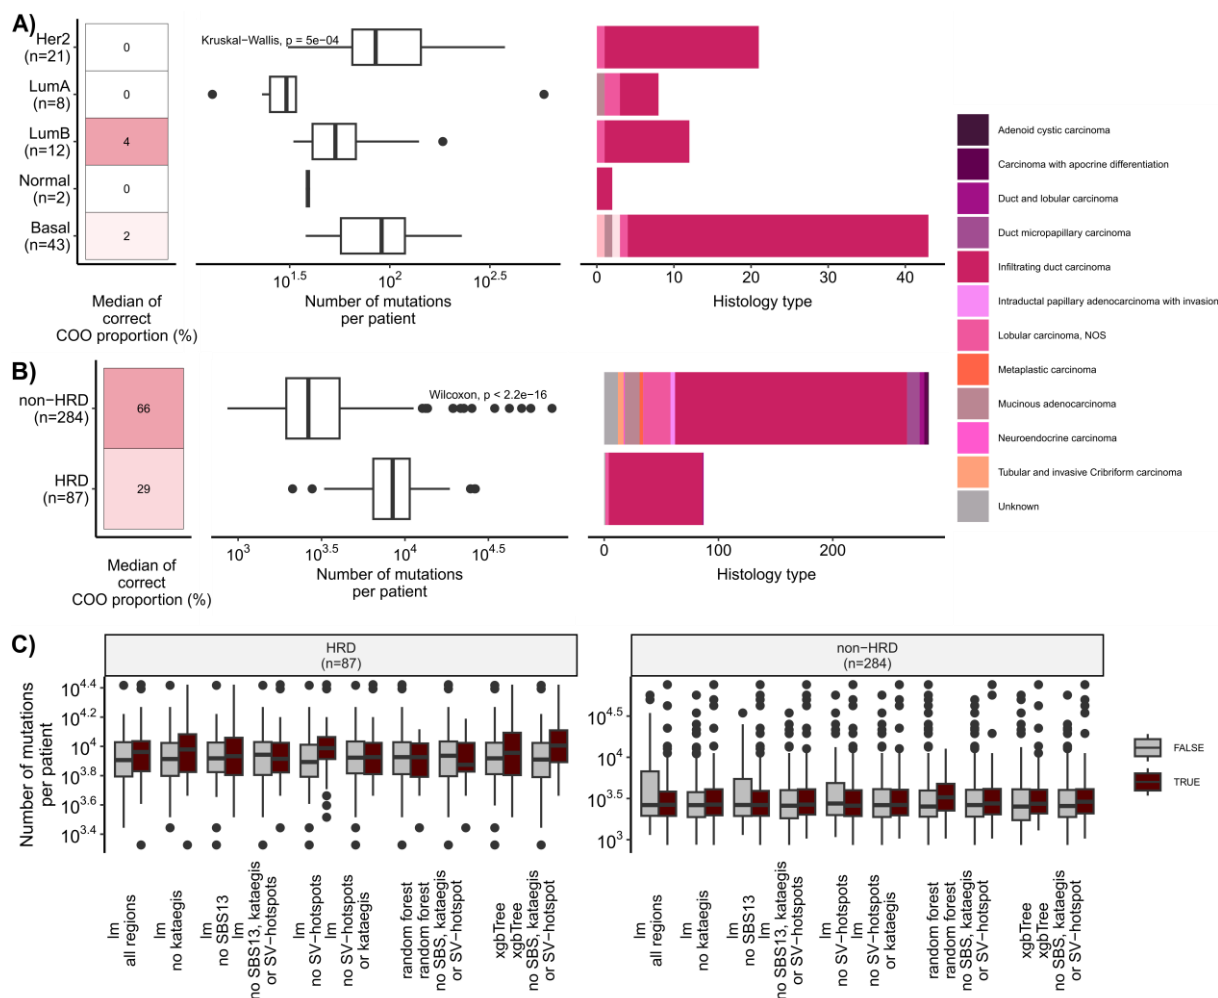 A)
Her2
(n=21)
LumA
(n=8)
LumB
(n=12)
Normal
(n=2)
Basal
(n=43)
0
0
4
0
2
Median of
correct
COO proportion (%)
Kruskal−Wallis, p = 5e−04
10^1.5
10^2
10^2.5
Number of mutations
per patient
0
10
20
30
40
Histology type
Adenoid cystic carcinoma
Carcinoma with apocrine differentiation
Duct and lobular carcinoma
Duct micropapillary carcinoma
Infiltrating duct carcinoma
Intraductal papillary adenocarcinoma with invasion
Lobular carcinoma, NOS
Metaplastic carcinoma
Mucinous adenocarcinoma
Neuroendocrine carcinoma
Tubular and invasive Cribriform carcinoma
Unknown
B)
non−HRD
(n=284)
HRD
(n=87)
66
29
Median of
correct
COO proportion (%)
Wilcoxon, p < 2.2e−16
10^3
10^3.5
10^4
10^4.5
Number of mutations
per patient
0
100
200
Histology type
C)
HRD
(n=87)
Number of mutations
per patient
10^4.4
10^4.2
10^4
10^3.8
10^3.6
10^3.4
lm
all regions
lm
no kataegis
lm
no SBS13
lm
no SBS13, kataegis
or SV−hotspots
lm
no SV−hotspots
lm
no SV−hotspots
or kataegis
random forest
random forest
no SBS, kataegis
or SV−hotspot
xgbTree
xgbTree
no SBS, kataegis
or SV−hotspot
non−HRD
(n=284)
10^4.5
10^4
10^3.5
10^3
lm
all regions
lm
no kataegis
lm
no SBS13
lm
no SBS13, kataegis
or SV−hotspots
lm
no SV−hotspots
lm
no SV−hotspots
or kataegis
random forest
random forest
no SBS, kataegis
or SV−hotspot
xgbTree
xgbTree
no SBS, kataegis
or SV−hotspot
FALSE
TRUE